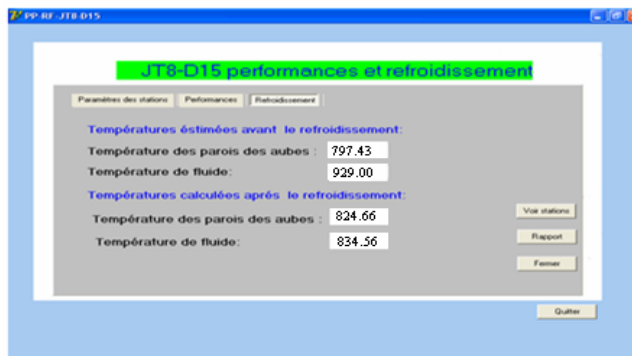 PP-RF-JT8-D15
JT8-D15 performances et refroidissement
Paramètres des stations Performances Refroidissement
Températures éstimées avant le refroidissement:
Température des parois des aubes : 797.43
Température de fluide: 929.00
Températures calculées aprés le refroidissement:
Température des parois des aubes : 824.66
Température de fluide: 834.56
Voir stations
Rapport
Fermer
Quitter